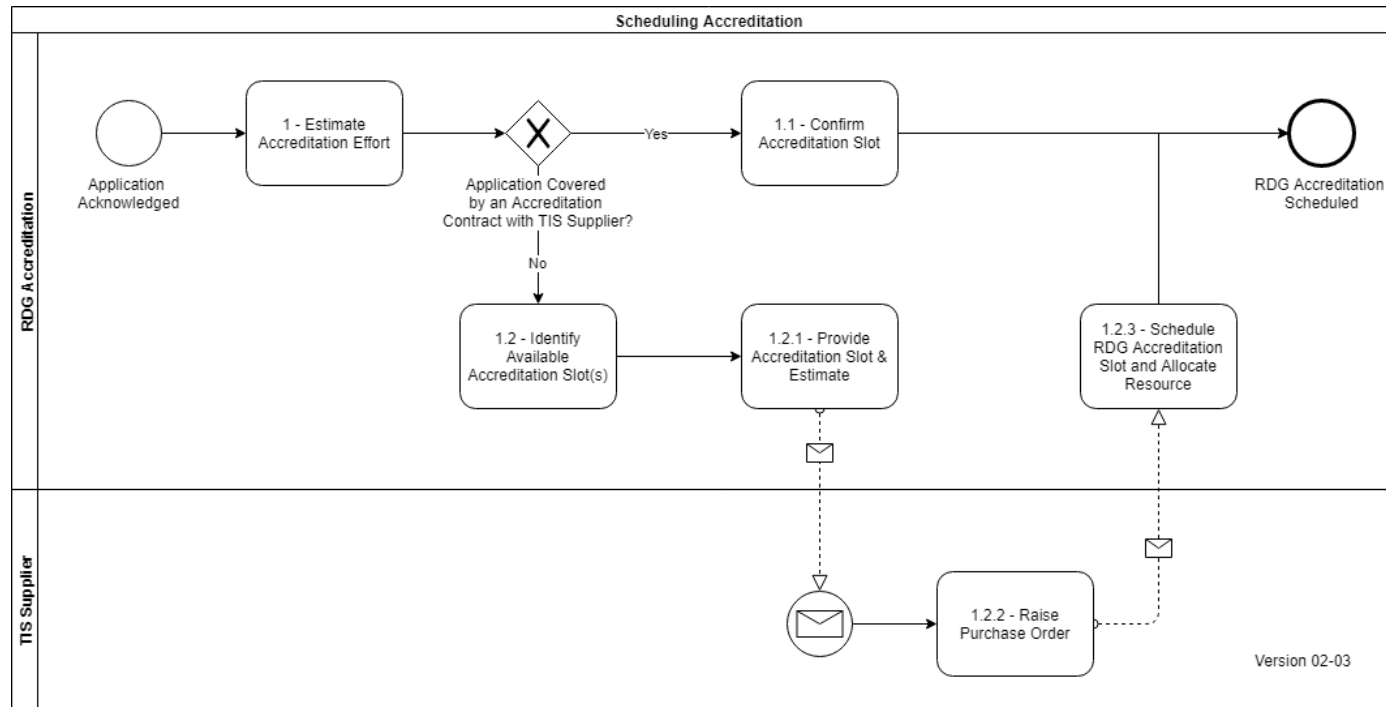 Scheduling Accreditation
RDG Accreditation
Application
Acknowledged
1 - Estimate
Accreditation Effort
Application Covered
by an Accreditation
Contract with TIS Supplier?
Yes
No
1.1 - Confirm
Accreditation Slot
RDG Accreditation
Scheduled
1.2 - Identify
Available
Accreditation Slot(s)
1.2.1 - Provide
Accreditation Slot &
Estimate
1.2.3 - Schedule
RDG Accreditation
Slot and Allocate
Resource
TIS Supplier
1.2.2 - Raise
Purchase Order
Version 02-03